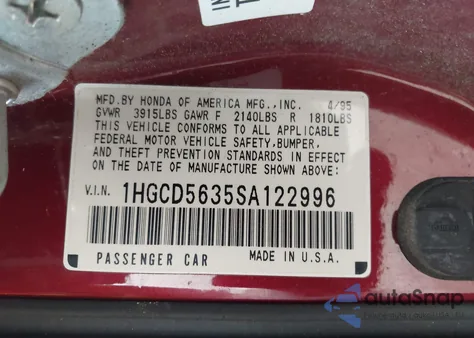 MFD. BY HONDA OF AMERICA MFG., INC. 4/95
GVWR 3915LBS GAWR F 2140LBS R 1810LBS
THIS VEHICLE CONFORMS TO ALL APPLICABLE
FEDERAL MOTOR VEHICLE SAFETY, BUMPER,
AND THEFT PREVENTION STANDARDS IN EFFECT
ON THE DATE OF MANUFACTURE SHOWN ABOVE.
V.I.N. 1HGCD5635SA122996
PASSENGER CAR MADE IN U.S.A.
autoSnap